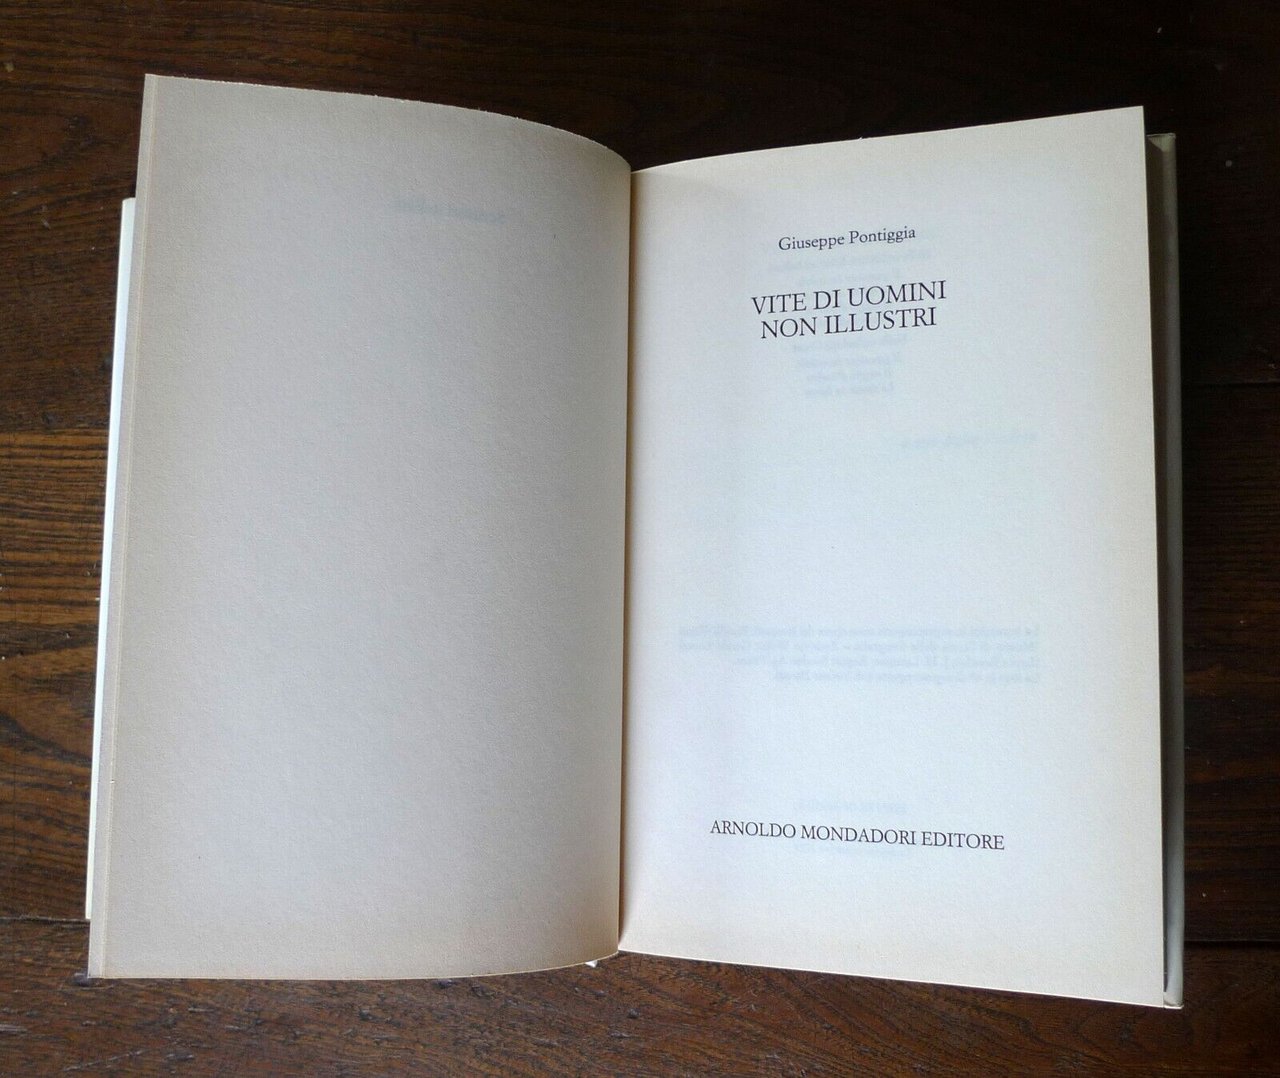 Giuseppe Pontiggia
VITE DI UOMINI
NON ILLUSTRI
ARNOLDO MONDADORI EDITORE